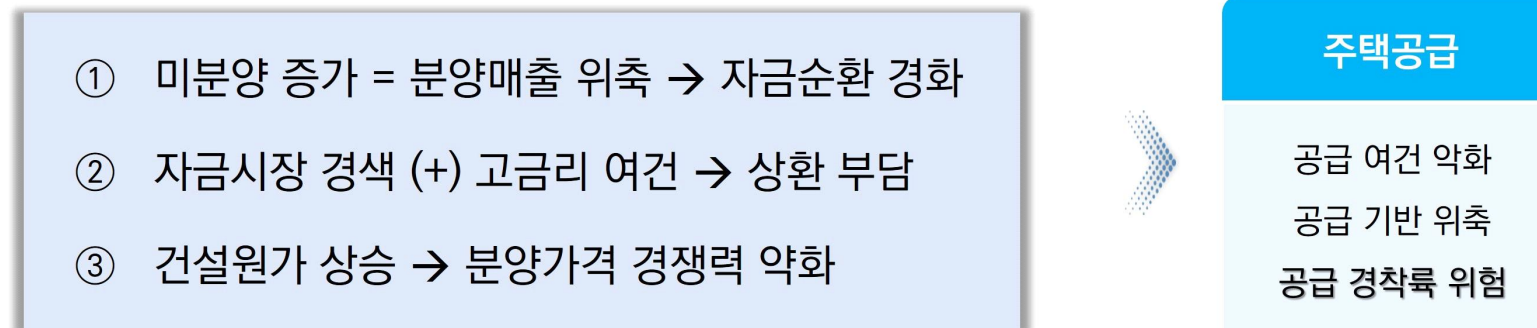 ① 미분양 증가 = 분양매출 위축 → 자금순환 경화
② 자금시장 경색 (+) 고금리 여건 → 상환 부담
③ 건설원가 상승 → 분양가격 경쟁력 약화
주택공급
공급 여건 악화
공급 기반 위축
공급 경착륙 위험